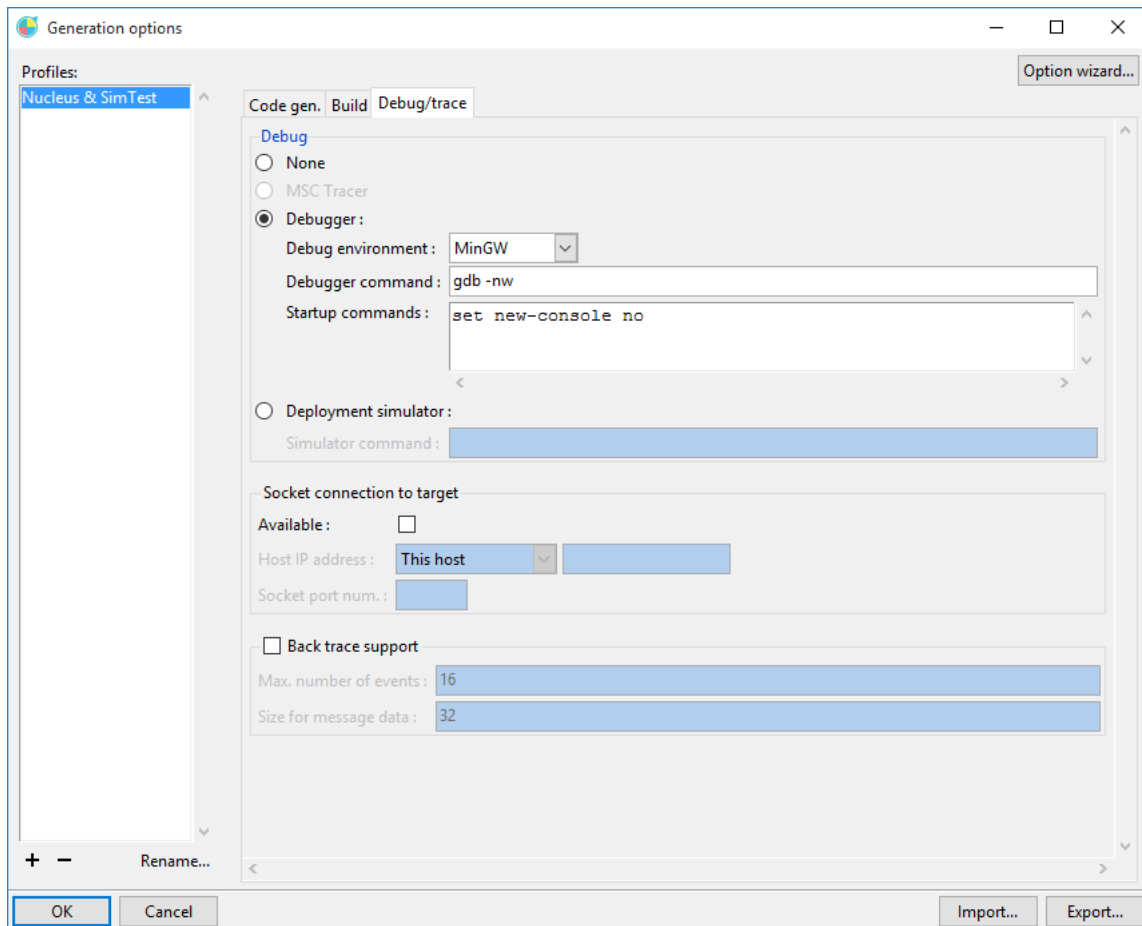 Generation options
Profiles:
Option wizard...
Nucleus & SimTest
Code gen. Build Debug/trace
Debug
None
MSC Tracer
Debugger :
Debug environment : MinGW
Debugger command : gdb -nw
Startup commands : set new-console no
Deployment simulator :
Simulator command :
Socket connection to target
Available :
Host IP address : This host
Socket port num. :
Back trace support
Max. number of events : 16
Size for message data : 32
+ − Rename...
OK Cancel Import... Export...